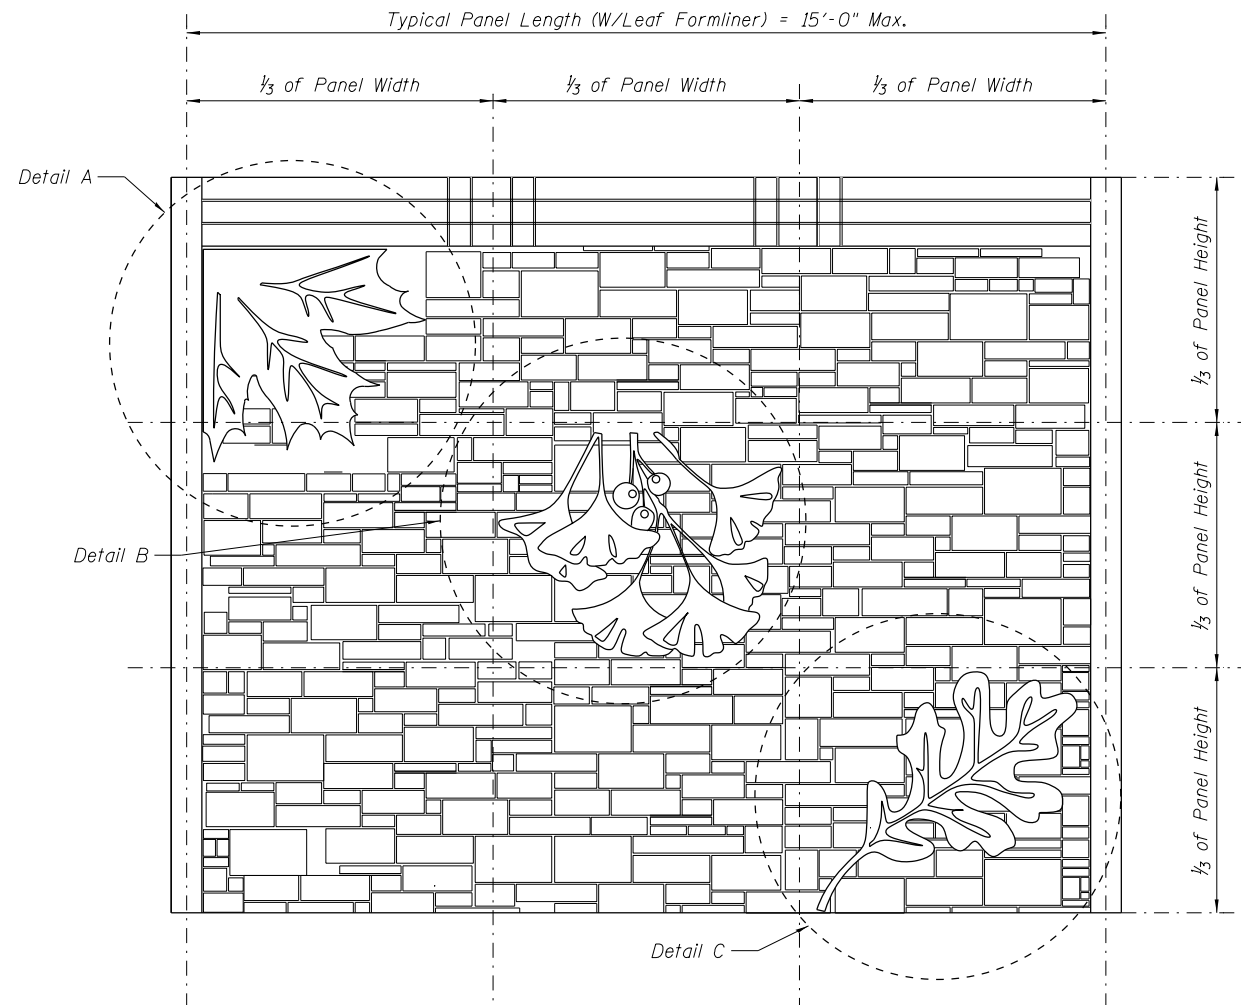 Typical Panel Length (W/Leaf Formliner) = 15'-0" Max.
⅓ of Panel Width
⅓ of Panel Width
⅓ of Panel Width
Detail A
⅓ of Panel Height
⅓ of Panel Height
Detail B
⅓ of Panel Height
Detail C